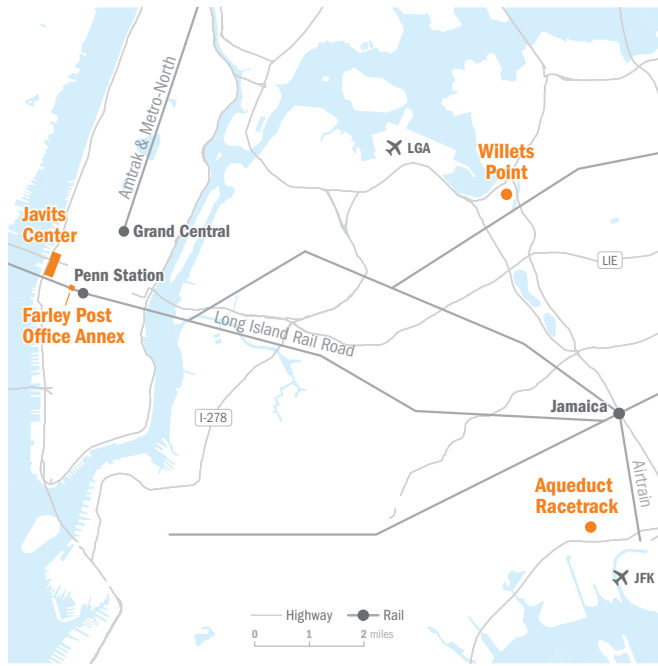 Amtrak & Metro-North
LGA
Willets
Point
Javits
Center
Grand Central
LIE
Penn Station
Farley Post
Office Annex
Long Island Rail Road
I-278
Jamaica
Airtrain
Aqueduct
Racetrack
JFK
Highway Rail
0 1 2 miles